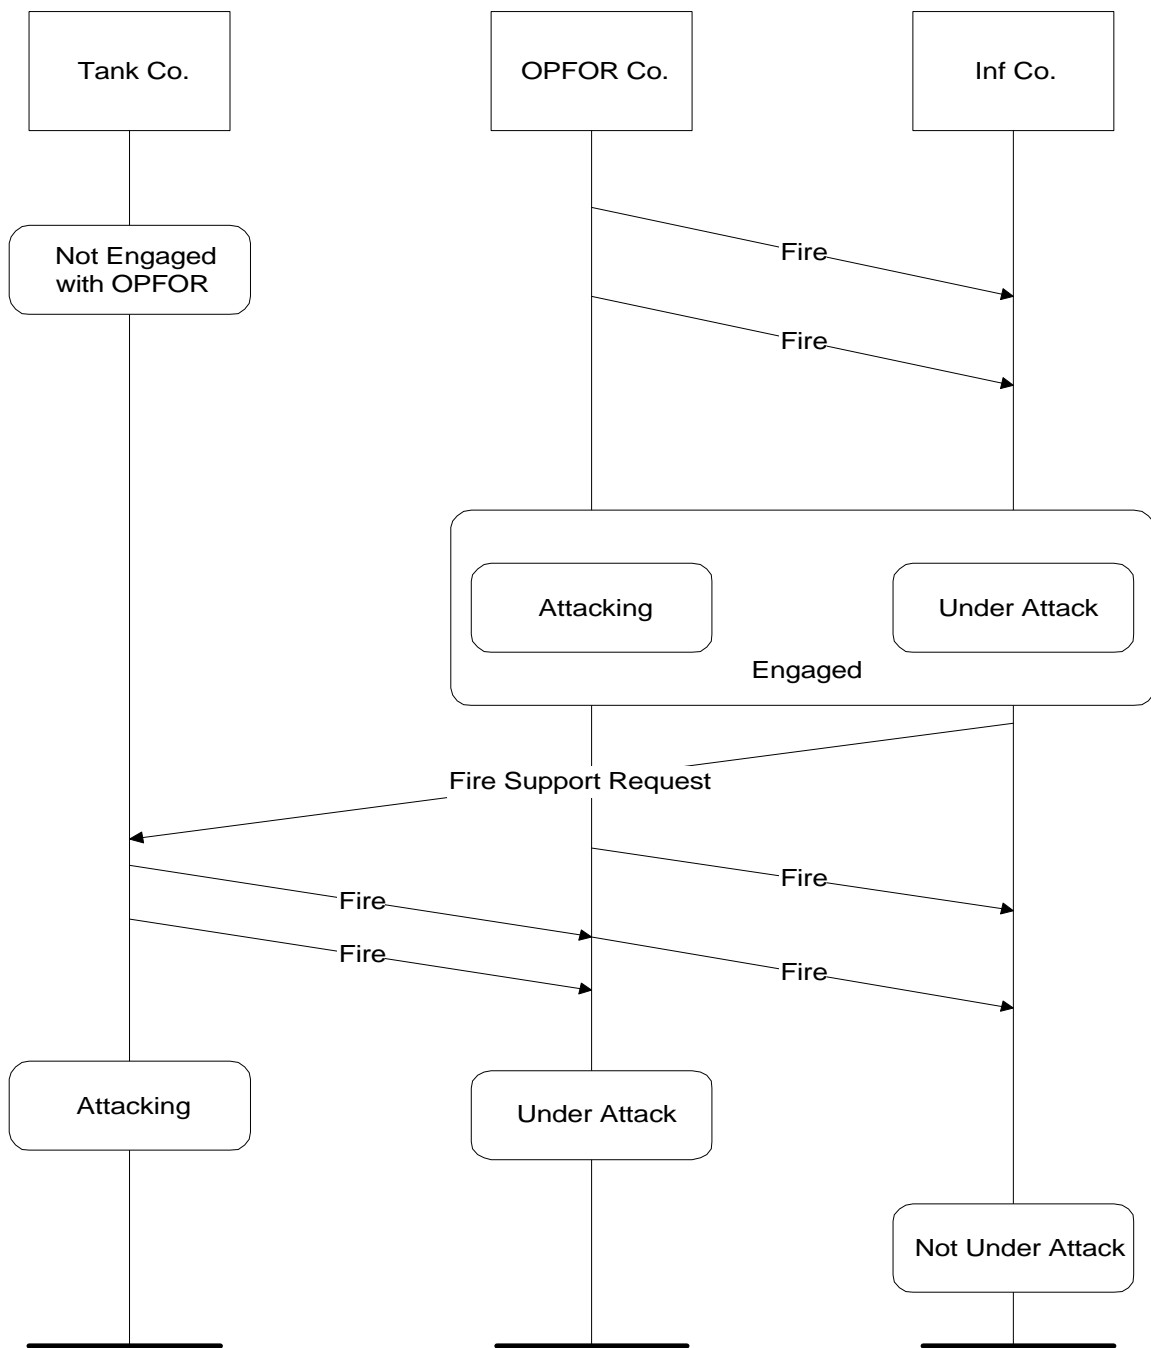 Tank Co.
OPFOR Co.
Inf Co.
Not Engaged
with OPFOR
Fire
Fire
Attacking
Under Attack
Engaged
Fire Support Request
Fire
Fire
Fire
Fire
Attacking
Under Attack
Not Under Attack